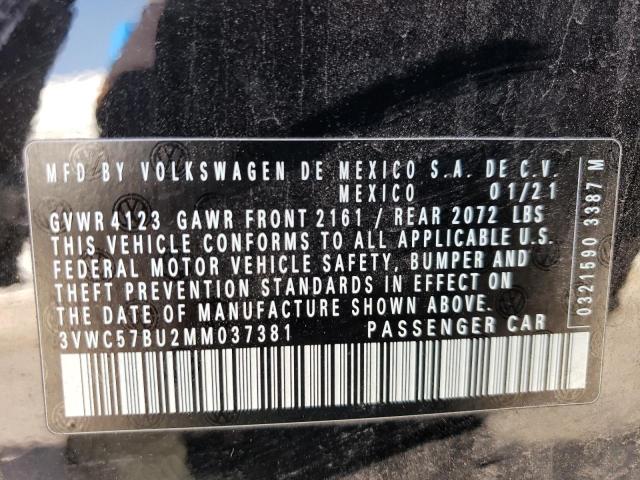 MFD BY VOLKSWAGEN DE MEXICO S.A. DE C.V.
MEXICO 01/21
GVWR 4123 GAWR FRONT 2161 / REAR 2072 LBS
THIS VEHICLE CONFORMS TO ALL APPLICABLE U.S.
FEDERAL MOTOR VEHICLE SAFETY, BUMPER AND
THEFT PREVENTION STANDARDS IN EFFECT ON
DATE OF MANUFACTURE SHOWN ABOVE.
3VWC57BU2MM037381 PASSENGER CAR
0321590 3387 M